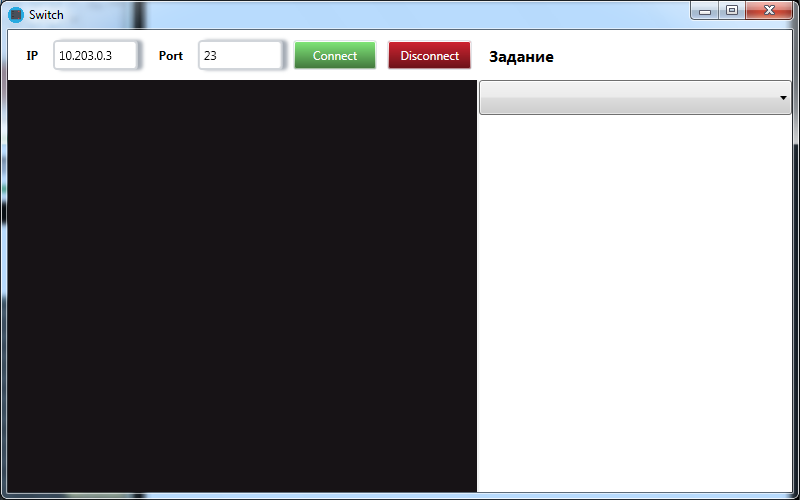 Switch
IP 10.203.0.3 Port 23 Connect Disconnect Задание